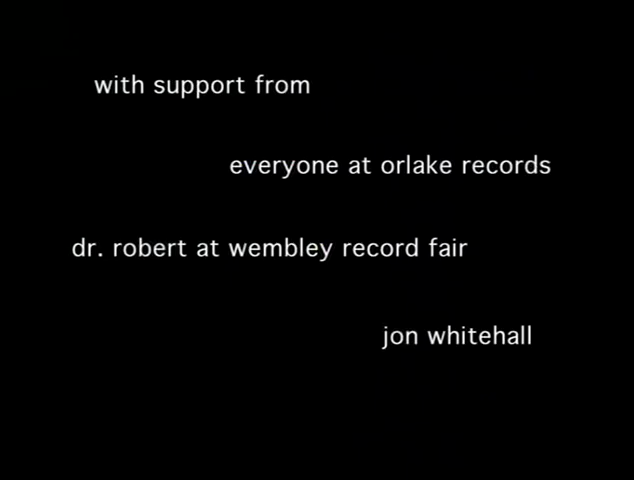 with support from
everyone at orlake records
dr. robert at wembley record fair
jon whitehall